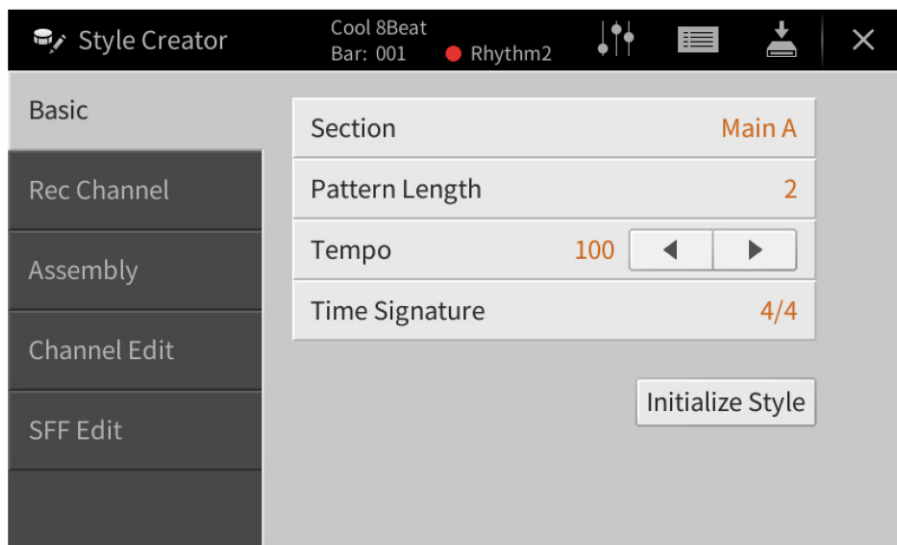 Style Creator
Cool 8Beat
Bar: 001 Rhythm2
Basic
Rec Channel
Assembly
Channel Edit
SFF Edit
Section Main A
Pattern Length 2
Tempo 100
Time Signature 4/4
Initialize Style